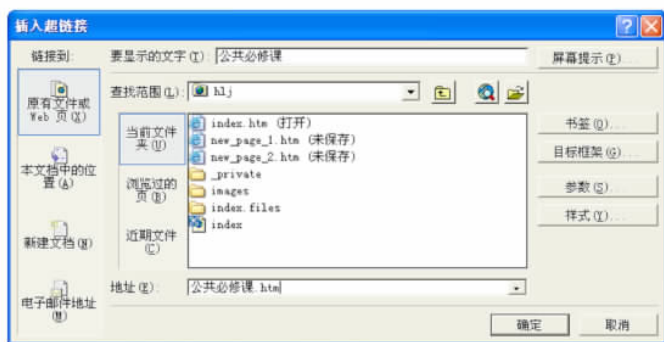 插入超链接
链接到:
要显示的文字(T): 公共必修课
屏幕提示(P)...
原有文件或
Web 页(X)
查找范围(L): hlj
当前文件
夹(U)
index.htm (打开)
new_page_1.htm (未保存)
new_page_2.htm (未保存)
_private
images
index.files
index
书签(O)...
目标框架(G)...
本文档中的位
置(A)
浏览过的
页(B)
参数(S)...
样式(Y)...
新建文档(N)
近期文件
(C)
电子邮件地址
(M)
地址(E): 公共必修课.htm
确定
取消